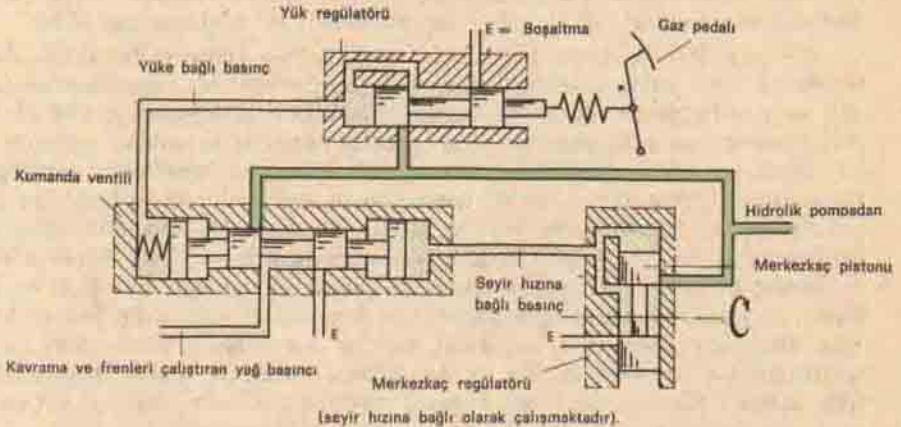 Yük regülatörü
E = Boşaltma
Gaz pedalı
Yüke bağlı basınç
Kumanda ventili
Hidrolik pompadan
Merkezkaç pistonu
Seyir hızına
bağlı basınç
E
E
Kavrama ve frenleri çalıştıran yağ basıncı
Merkezkaç regülatörü
(seyir hızına bağlı olarak çalışmaktadır).